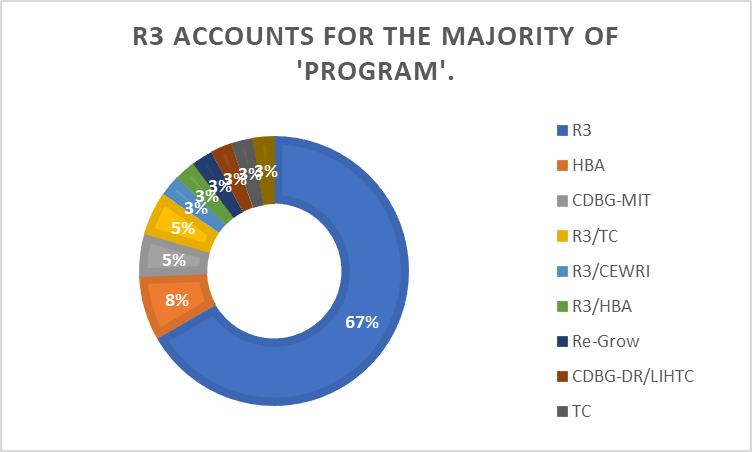 R3 ACCOUNTS FOR THE MAJORITY OF
'PROGRAM'.
67%
8%
5%
5%
3%
3%
3%
3%
3%
3%
R3
HBA
CDBG-MIT
R3/TC
R3/CEWRI
R3/HBA
Re-Grow
CDBG-DR/LIHTC
TC